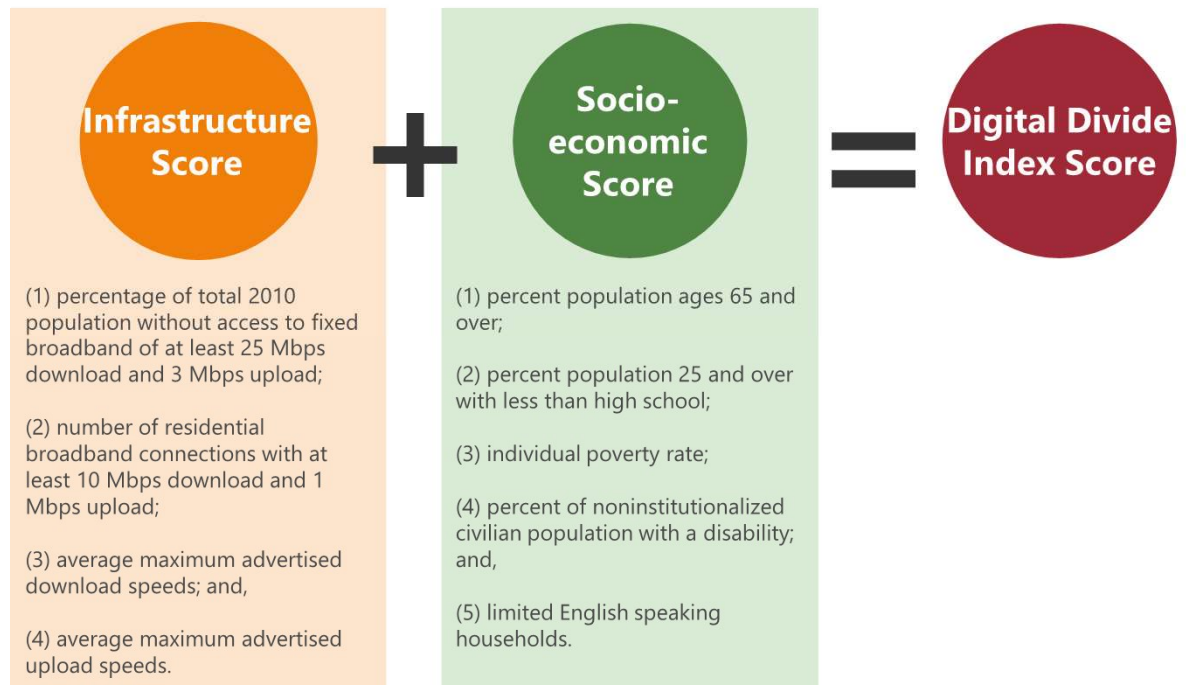 Infrastructure
Score
+
Socio-
economic
Score
=
Digital Divide
Index Score
(1) percentage of total 2010
population without access to fixed
broadband of at least 25 Mbps
download and 3 Mbps upload;
(2) number of residential
broadband connections with at
least 10 Mbps download and 1
Mbps upload;
(3) average maximum advertised
download speeds; and,
(4) average maximum advertised
upload speeds.
(1) percent population ages 65 and
over;
(2) percent population 25 and over
with less than high school;
(3) individual poverty rate;
(4) percent of noninstitutionalized
civilian population with a disability;
and,
(5) limited English speaking
households.